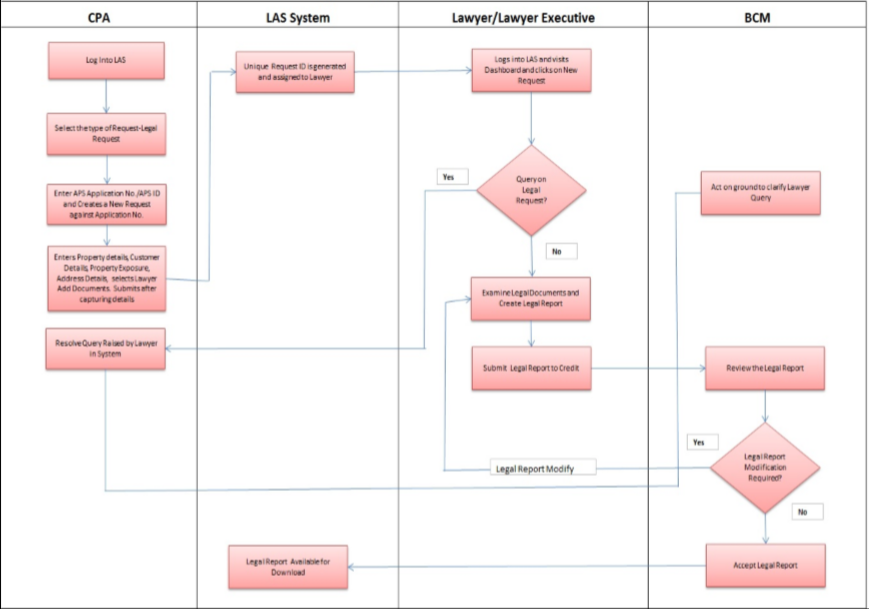 CPA
LAS System
Lawyer/Lawyer Executive
BCM
Log Into LAS
Unique Request ID is generated
and assigned to Lawyer
Logs into LAS and visits
Dashboard and clicks on New
Request
Select the type of Request-Legal
Request
Yes
Query on
Legal
Request?
Enter APS Application No./APS ID
and Creates a New Request
against Application No.
Act on ground to clarify Lawyer
Query
No
Enters Property details, Customer
Details, Property Exposure,
Address Details, selects Lawyer
Add Documents. Submits after
capturing details
Examine Legal Documents and
Create Legal Report
Resolve Query Raised by Lawyer
in System
Submit Legal Report to Credit
Review the Legal Report
Yes
Legal Report
Modification
Required?
Legal Report Modify
No
Legal Report Available for
Download
Accept Legal Report